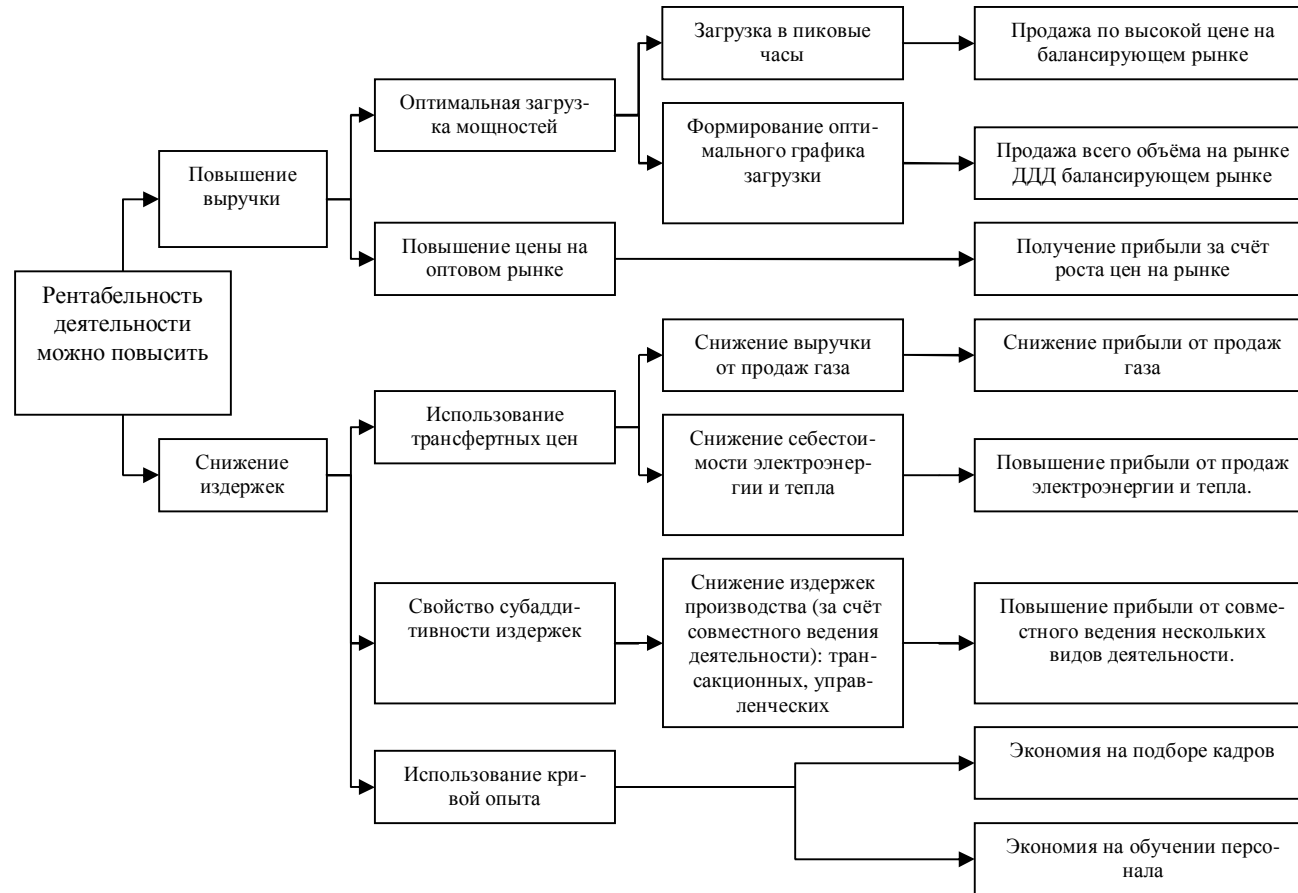 Загрузка в пиковые
часы
Продажа по высокой цене на
балансирующем рынке
Оптимальная загруз-
ка мощностей
Формирование опти-
мального графика
загрузки
Продажа всего объёма на рынке
ДДД балансирующем рынке
Повышение
выручки
Повышение цены на
оптовом рынке
Получение прибыли за счёт
роста цен на рынке
Рентабельность
деятельности
можно повысить
Снижение выручки
от продаж газа
Снижение прибыли от продаж
газа
Использование
трансфертных цен
Снижение
издержек
Снижение себестои-
мости электроэнер-
гии и тепла
Повышение прибыли от продаж
электроэнергии и тепла.
Свойство субадди-
тивности издержек
Снижение издержек
производства (за счёт
совместного ведения
деятельности): тран-
сакционных, управ-
ленческих
Повышение прибыли от совме-
стного ведения нескольких
видов деятельности.
Использование кри-
вой опыта
Экономия на подборе кадров
Экономия на обучении персо-
нала